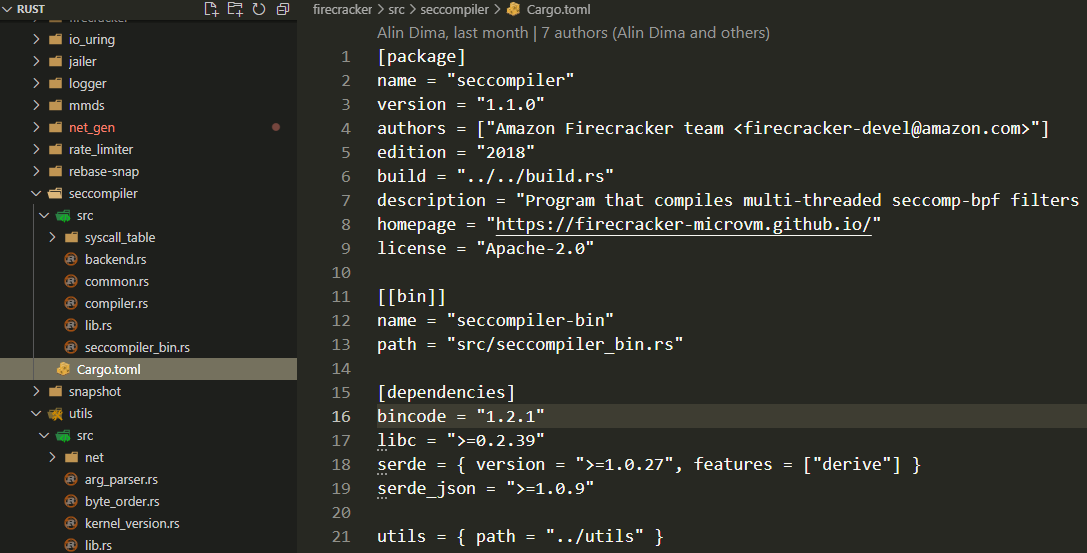 RUST
firecracker
io_uring
jailer
logger
mmds
net_gen
rate_limiter
rebase-snap
seccompiler
src
syscall_table
backend.rs
common.rs
compiler.rs
lib.rs
seccompiler_bin.rs
Cargo.toml
snapshot
utils
src
net
arg_parser.rs
byte_order.rs
kernel_version.rs
lib.rs
firecracker > src > seccompiler > Cargo.toml
Alin Dima, last month | 7 authors (Alin Dima and others)
1 [package]
2 name = "seccompiler"
3 version = "1.1.0"
4 authors = ["Amazon Firecracker team <firecracker-devel@amazon.com>"]
5 edition = "2018"
6 build = "../../build.rs"
7 description = "Program that compiles multi-threaded seccomp-bpf filters
8 homepage = "https://firecracker-microvm.github.io/"
9 license = "Apache-2.0"
10
11 [[bin]]
12 name = "seccompiler-bin"
13 path = "src/seccompiler_bin.rs"
14
15 [dependencies]
16 bincode = "1.2.1"
17 libc = ">=0.2.39"
18 serde = { version = ">=1.0.27", features = ["derive"] }
19 serde_json = ">=1.0.9"
20
21 utils = { path = "../utils" }